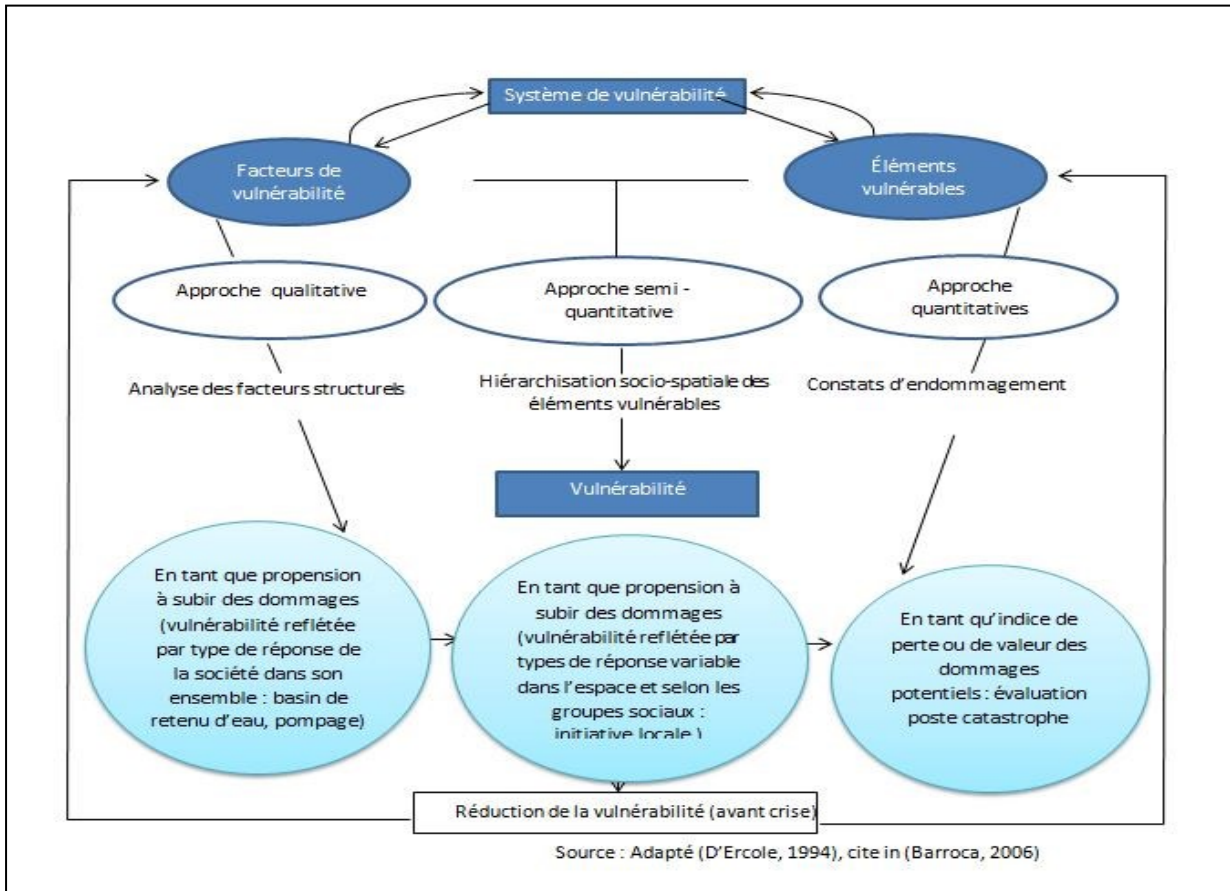 Système de vulnérabilité
Facteurs de
vulnérabilité
Éléments
vulnérables
Approche qualitative
Approche semi -
quantitative
Approche
quantitatives
Analyse des facteurs structurels
Hiérarchisation socio-spatiale des
éléments vulnérables
Constats d’endommagement
Vulnérabilité
En tant que propension
à subir des dommages
(vulnérabilité reflétée
par type de réponse de
la société dans son
ensemble : basin de
retenu d’eau, pompage)
En tant que propension à
subir des dommages
(vulnérabilité reflétée par
types de réponse variable
dans l’espace et selon les
groupes sociaux :
initiative locale )
En tant qu’indice de
perte ou de valeur des
dommages
potentiels : évaluation
poste catastrophe
Réduction de la vulnérabilité (avant crise)
Source : Adapté (D’Ercole, 1994), cite in (Barroca, 2006)